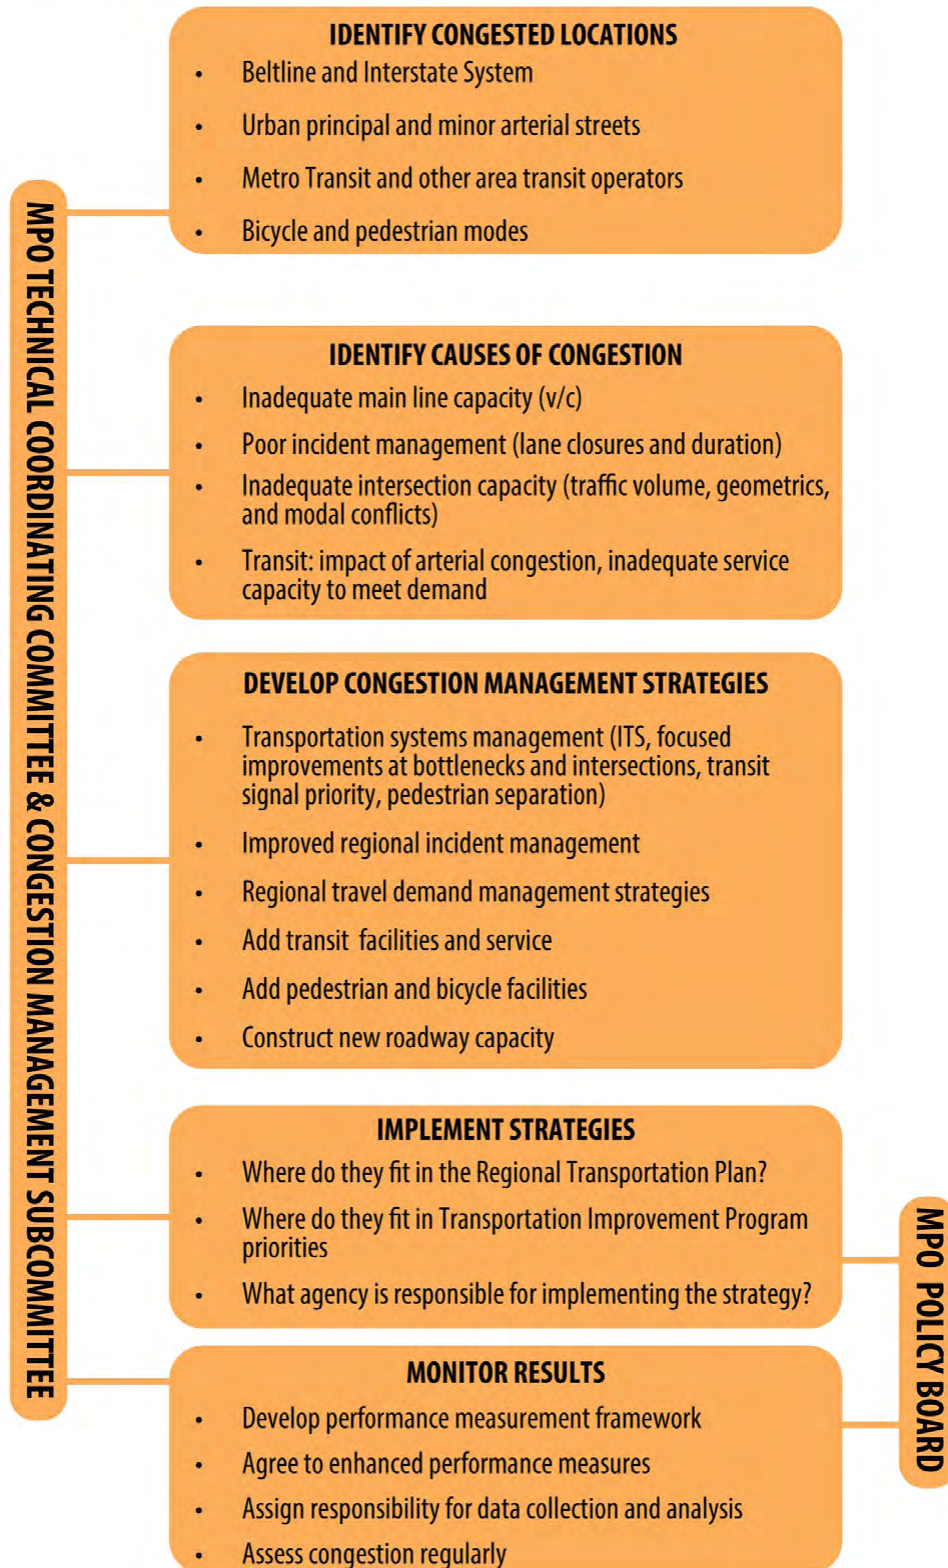 MPO TECHNICAL COORDINATING COMMITTEE & CONGESTION MANAGEMENT SUBCOMMITTEE
IDENTIFY CONGESTED LOCATIONS
• Beltline and Interstate System
• Urban principal and minor arterial streets
• Metro Transit and other area transit operators
• Bicycle and pedestrian modes
IDENTIFY CAUSES OF CONGESTION
• Inadequate main line capacity (v/c)
• Poor incident management (lane closures and duration)
• Inadequate intersection capacity (traffic volume, geometrics,
and modal conflicts)
• Transit: impact of arterial congestion, inadequate service
capacity to meet demand
DEVELOP CONGESTION MANAGEMENT STRATEGIES
• Transportation systems management (ITS, focused
improvements at bottlenecks and intersections, transit
signal priority, pedestrian separation)
• Improved regional incident management
• Regional travel demand management strategies
• Add transit facilities and service
• Add pedestrian and bicycle facilities
• Construct new roadway capacity
IMPLEMENT STRATEGIES
• Where do they fit in the Regional Transportation Plan?
• Where do they fit in Transportation Improvement Program
priorities
• What agency is responsible for implementing the strategy?
MONITOR RESULTS
• Develop performance measurement framework
• Agree to enhanced performance measures
• Assign responsibility for data collection and analysis
• Assess congestion regularly
MPO POLICY BOARD